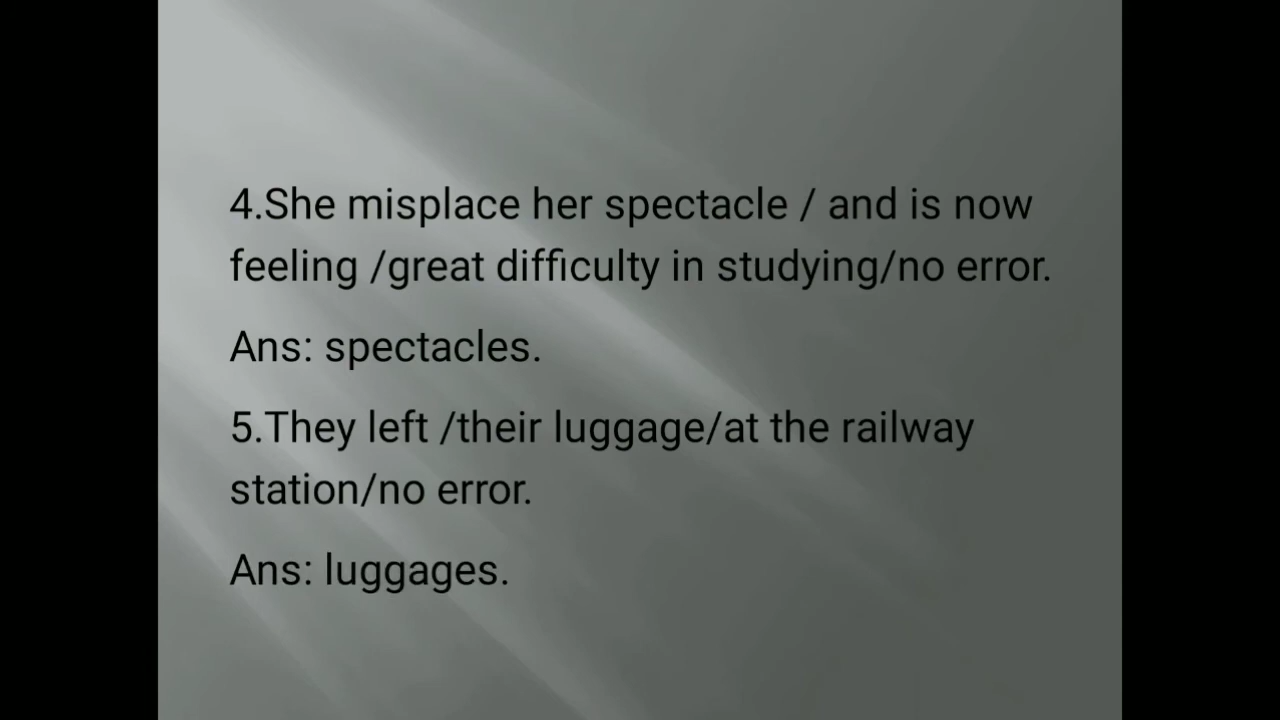 4.She misplace her spectacle / and is now
feeling /great difficulty in studying/no error.
Ans: spectacles.
5.They left /their luggage/at the railway
station/no error.
Ans: luggages.